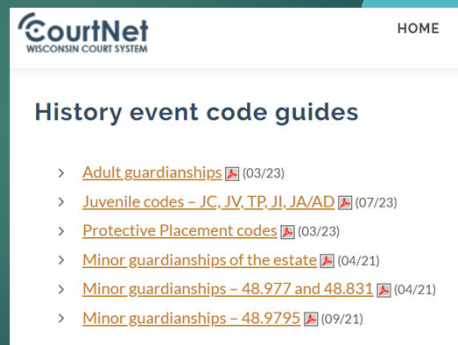 CourtNet
WISCONSIN COURT SYSTEM
HOME
History event code guides
Adult guardianships (03/23)
Juvenile codes – JC, JV, TP, JI, JA/AD (07/23)
Protective Placement codes (03/23)
Minor guardianships of the estate (04/21)
Minor guardianships – 48.977 and 48.831 (04/21)
Minor guardianships – 48.9795 (09/21)